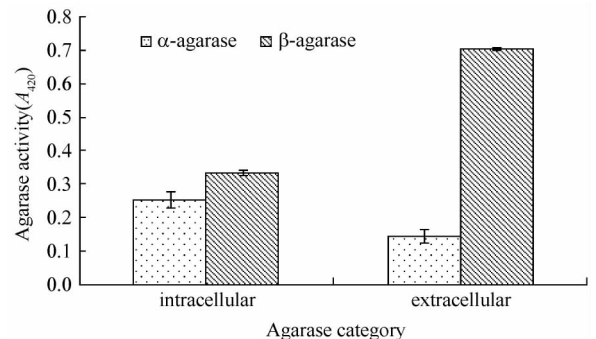 0.8
0.7
0.6
0.5
0.4
0.3
0.2
0.1
0.0
Agarase activity(A420)
α-agarase β-agarase
intracellular extracellular
Agarase category